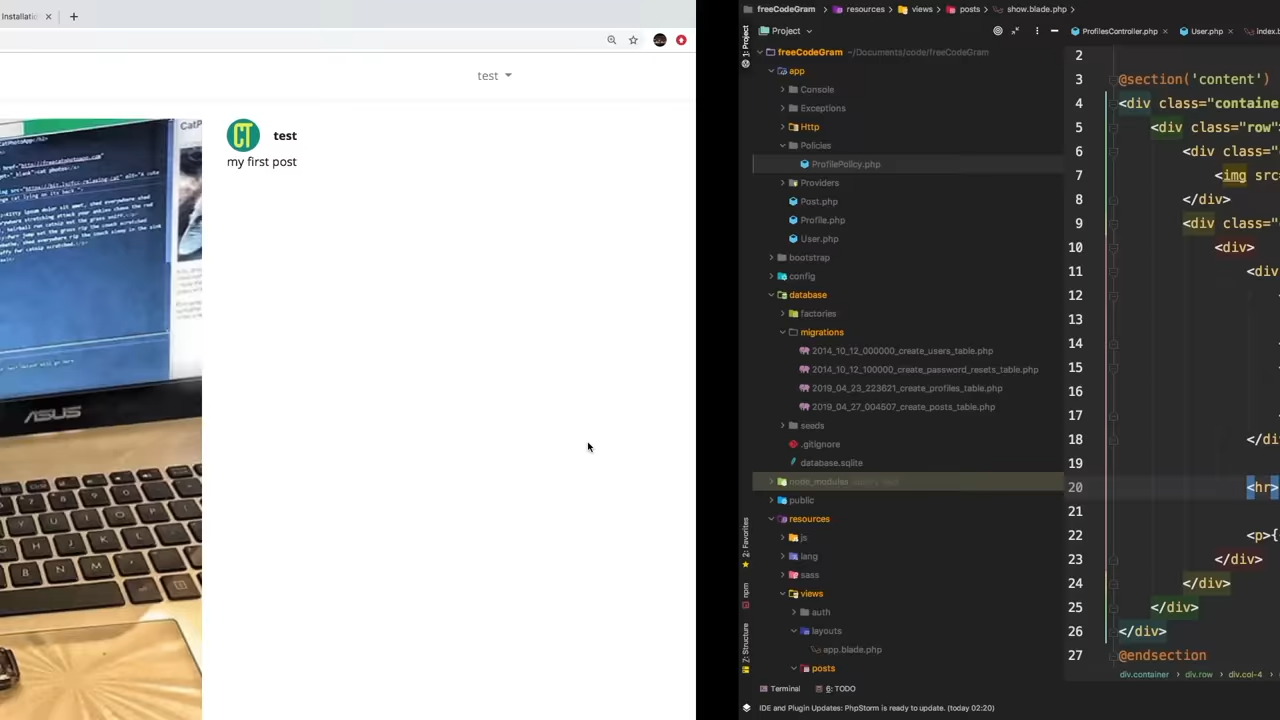 Installatio
test
CT
test
my first post
ASUS
freeCodeGram
resources
views
posts
show.blade.php
Project
ProfilesController.php
User.php
index.b
1: Project
freeCodeGram ~/Documents/code/freeCodeGram
app
Console
Exceptions
Http
Policies
ProfilePolicy.php
Providers
Post.php
Profile.php
User.php
bootstrap
config
database
factories
migrations
2014_10_12_000000_create_users_table.php
2014_10_12_100000_create_password_resets_table.php
2019_04_23_223621_create_profiles_table.php
2019_04_27_004507_create_posts_table.php
seeds
.gitignore
database.sqlite
node_modules
public
resources
js
lang
sass
views
auth
layouts
app.blade.php
posts
2: Favorites
npm
7: Structure
2
3 @section('content')
4 <div class="containe
5 <div class="row"
6 <div class="
7 <img src=
8 </div>
9 <div class="
10 <div>
11 <div
12
13
14
15
16
17
18 </di
19
20 <hr>
21
22 <p>{
23 </div>
24 </div>
25 </div>
26 </div>
27 @endsection
div.container
div.row
div.col-4
Terminal
6: TODO
IDE and Plugin Updates: PhpStorm is ready to update. (today 02:20)